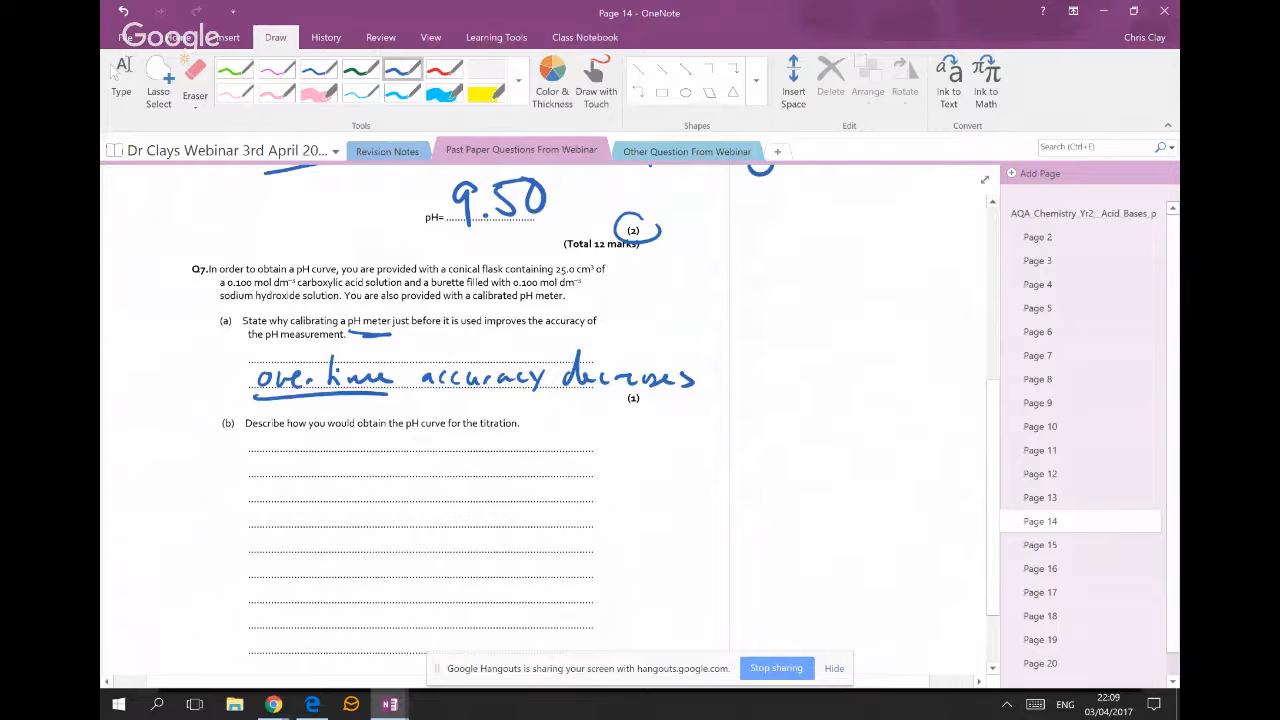 Page 14 - OneNote
Chris Clay
Google
Insert
Draw
History
Review
View
Learning Tools
Class Notebook
Type
Lasso Select
Eraser
Color & Thickness
Draw with Touch
Insert Space
Delete
Arrange
Rotate
Ink to Text
Ink to Math
Tools
Shapes
Edit
Convert
Dr Clays Webinar 3rd April 20...
Revision Notes
Past Paper Questions From Webinar
Other Question From Webinar
Search (Ctrl+E)
Add Page
AQA_Chemistry_Yr2_ Acid_Bases_p
Page 2
Page 3
Page 4
Page 5
Page 6
Page 7
Page 8
Page 9
Page 10
Page 11
Page 12
Page 13
Page 14
Page 15
Page 16
Page 17
Page 18
Page 19
Page 20
pH= 9.50
(2)
(Total 12 marks)
Q7.In order to obtain a pH curve, you are provided with a conical flask containing 25.0 cm³ of
a 0.100 mol dm⁻³ carboxylic acid solution and a burette filled with 0.100 mol dm⁻³
sodium hydroxide solution. You are also provided with a calibrated pH meter.
(a) State why calibrating a pH meter just before it is used improves the accuracy of
the pH measurement.
over time accuracy decreases
(1)
(b) Describe how you would obtain the pH curve for the titration.
Google Hangouts is sharing your screen with hangouts.google.com.
Stop sharing
Hide
ENG
22:09
03/04/2017